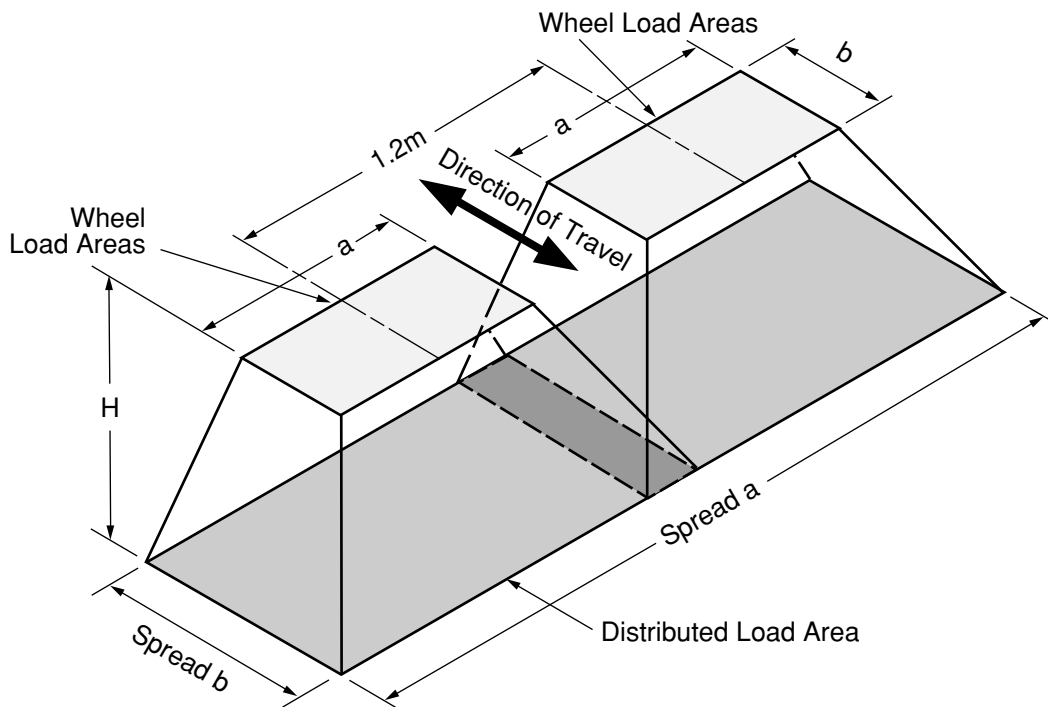 Wheel Load Areas
b
a
1.2m
Direction of Travel
Wheel
Load Areas
a
H
Spread a
Distributed Load Area
Spread b